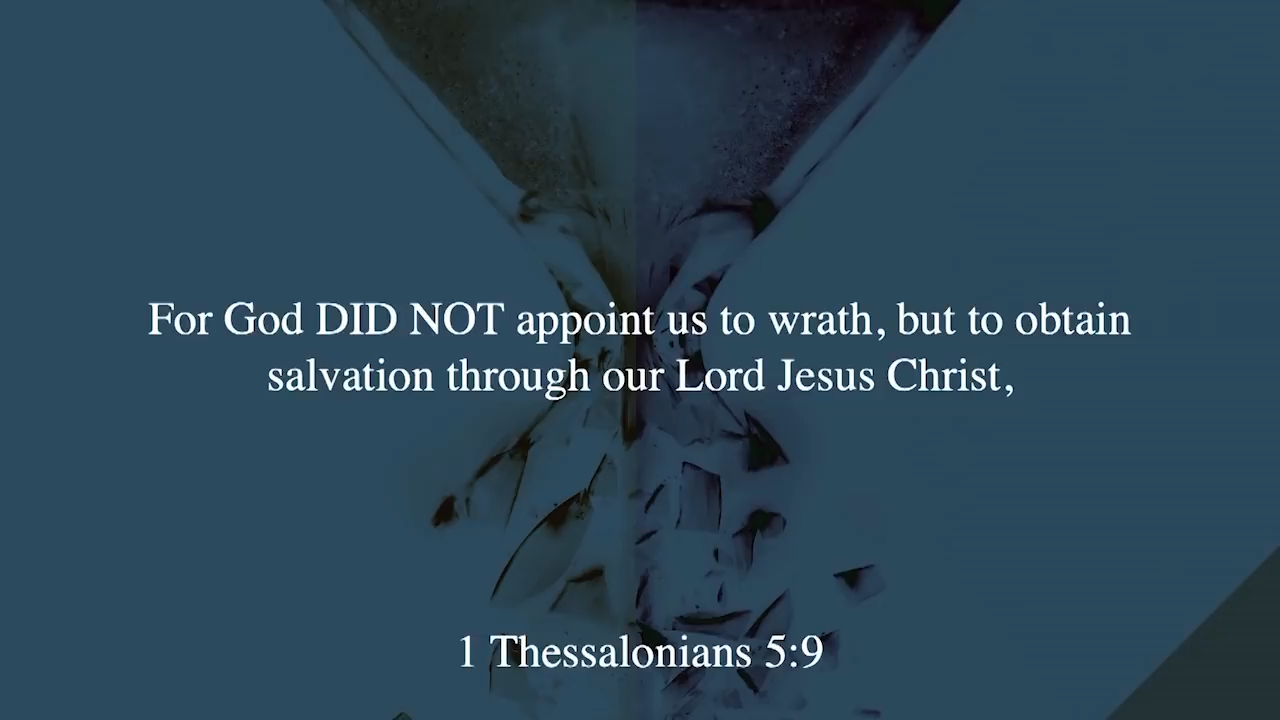 For God DID NOT appoint us to wrath, but to obtain
salvation through our Lord Jesus Christ,
1 Thessalonians 5:9